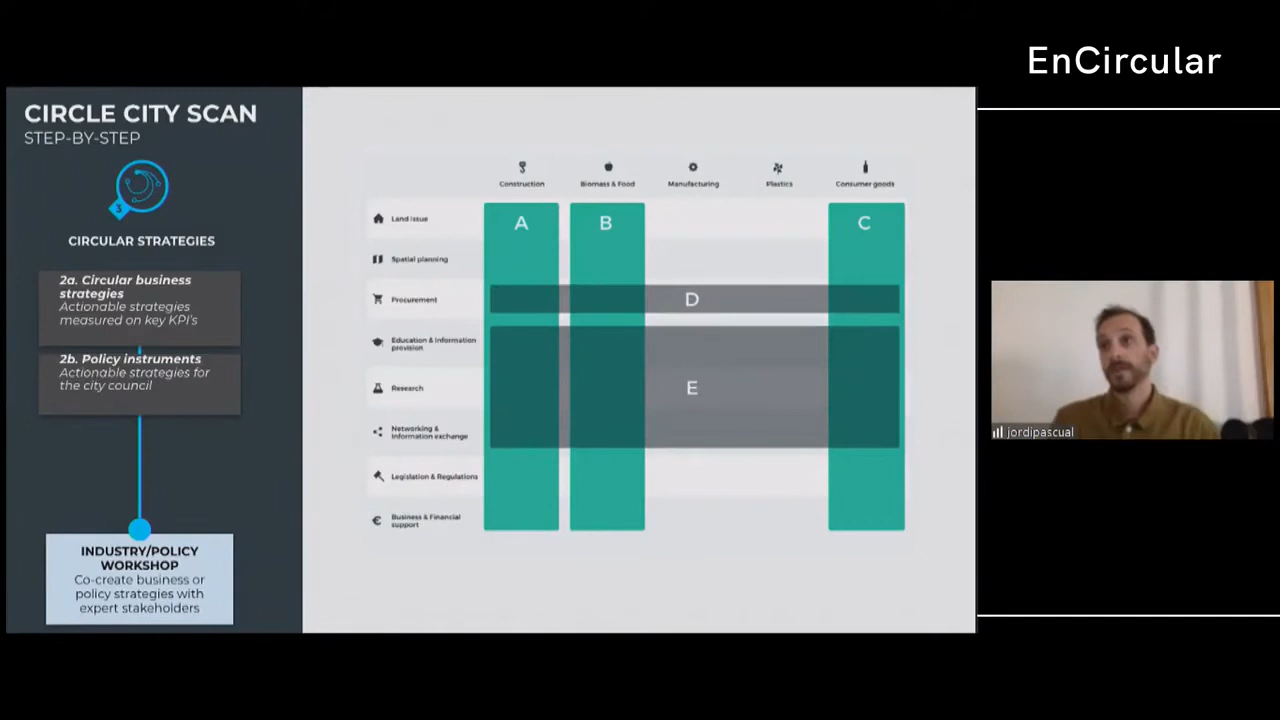 EnCircular
CIRCLE CITY SCAN
STEP-BY-STEP
3
CIRCULAR STRATEGIES
2a. Circular business
strategies
Actionable strategies
measured on key KPI's
2b. Policy instruments
Actionable strategies for
the city council
INDUSTRY/POLICY
WORKSHOP
Co-create business or
policy strategies with
expert stakeholders
Construction
Biomass & Food
Manufacturing
Plastics
Consumer goods
A
B
C
Land issue
Spatial planning
Procurement
D
Education & Information
provision
Research
E
Networking &
Information exchange
Legislation & Regulations
Business & Financial
support
jordipascual